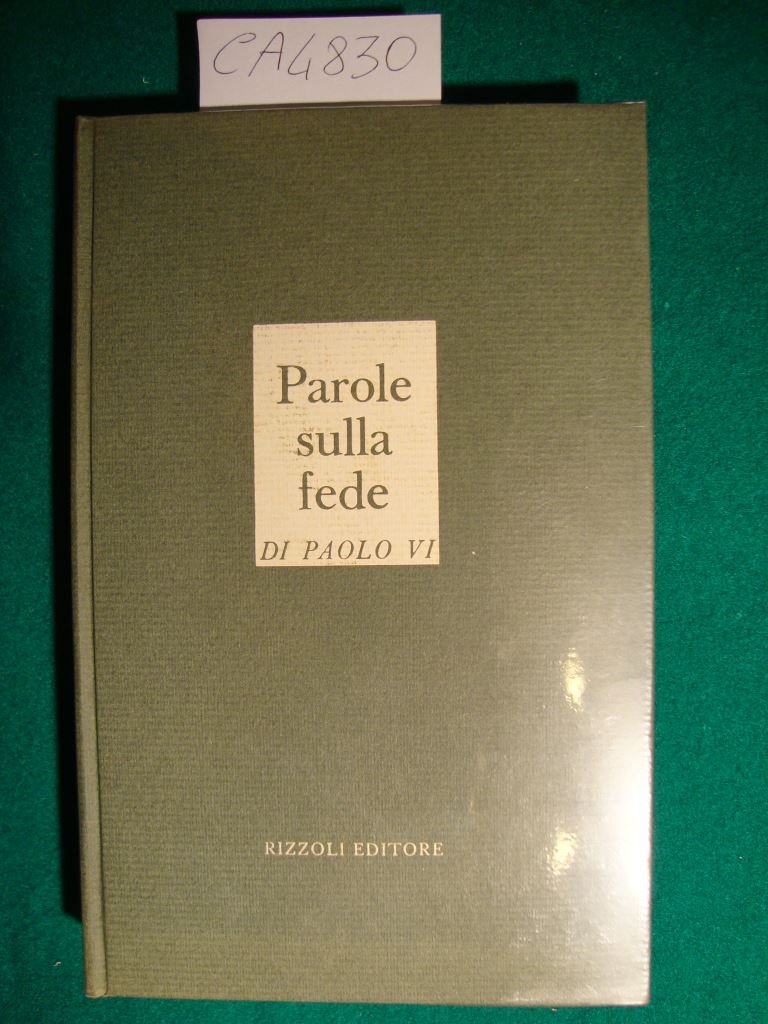 CA4830
Parole
sulla
fede
DI PAOLO VI
RIZZOLI EDITORE